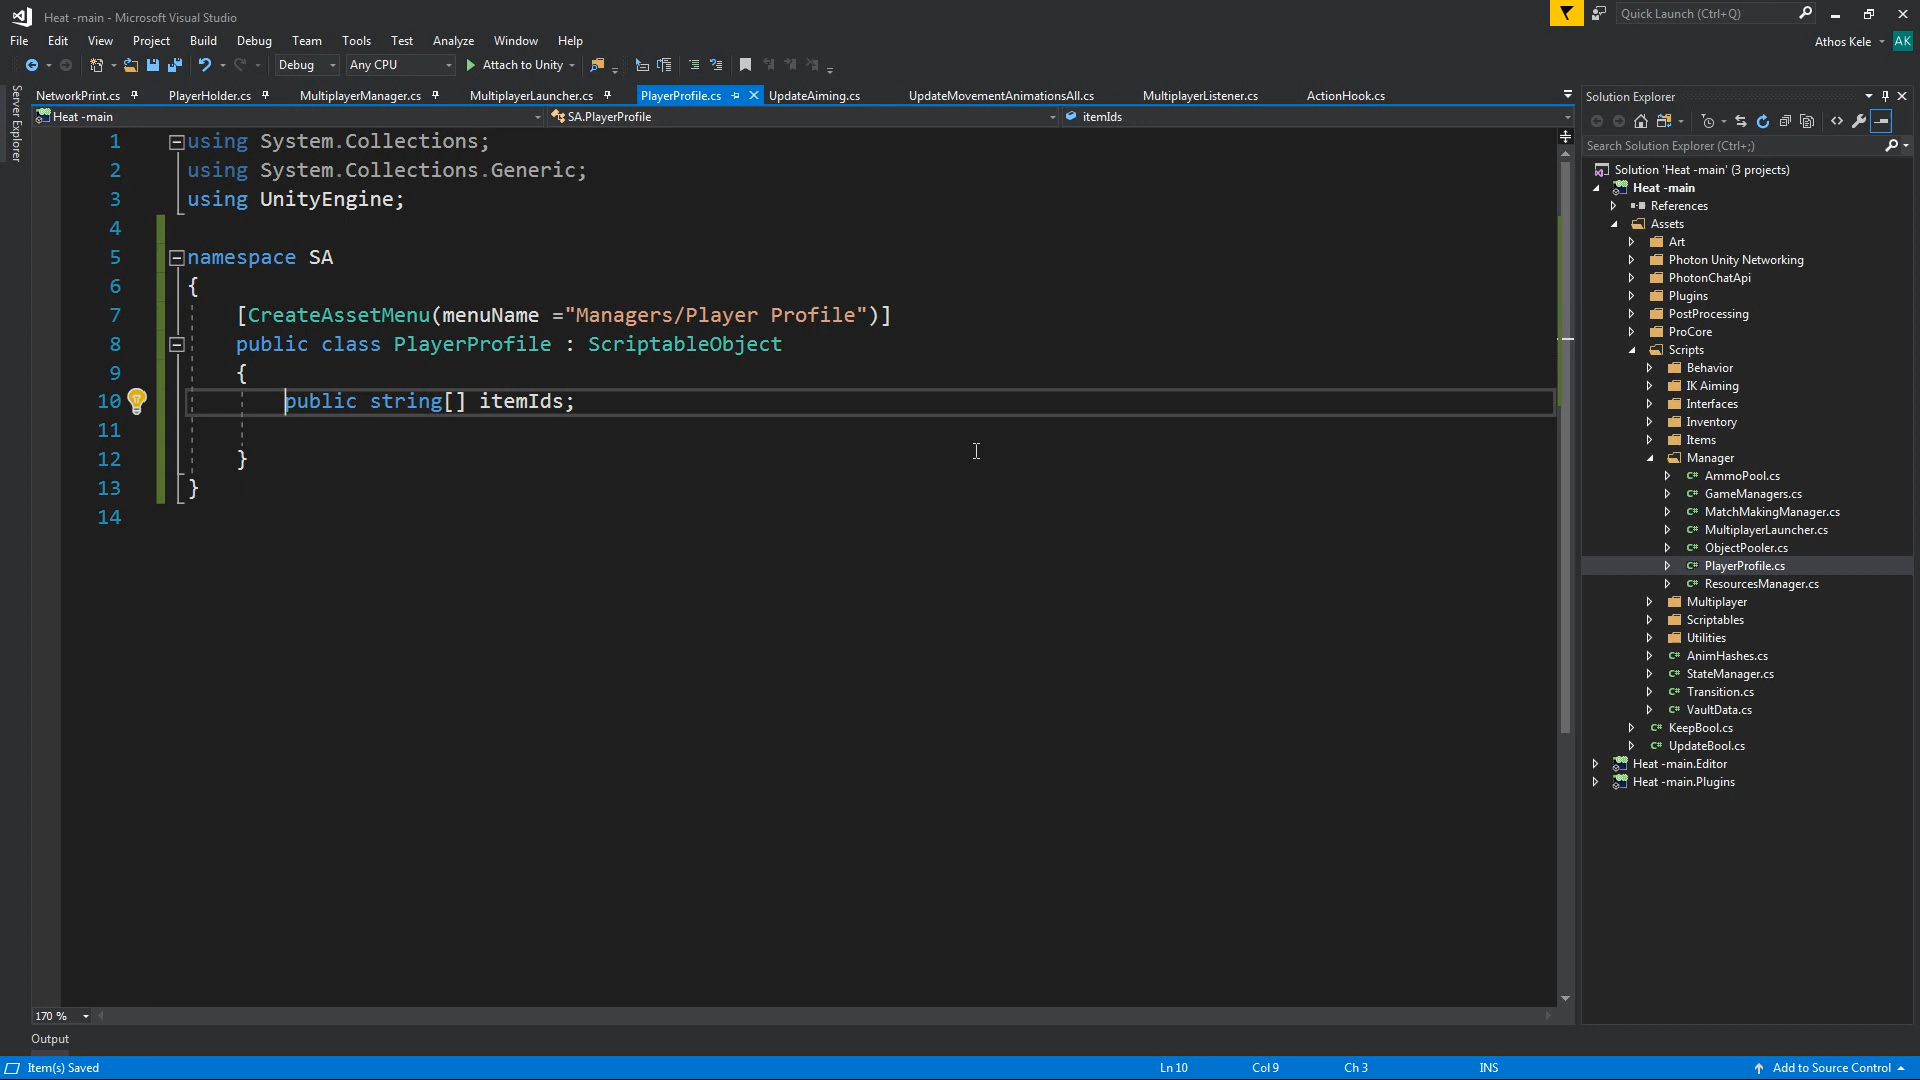 Heat -main - Microsoft Visual Studio
Quick Launch (Ctrl+Q)
File Edit View Project Build Debug Team Tools Test Analyze Window Help
Athos Kele AK
Debug Any CPU Attach to Unity
Server Explorer
NetworkPrint.cs PlayerHolder.cs MultiplayerManager.cs MultiplayerLauncher.cs PlayerProfile.cs UpdateAiming.cs UpdateMovementAnimationsAll.cs MultiplayerListener.cs ActionHook.cs
Heat -main SA.PlayerProfile itemIds
1 using System.Collections;
2 using System.Collections.Generic;
3 using UnityEngine;
4
5 namespace SA
6 {
7 [CreateAssetMenu(menuName ="Managers/Player Profile")]
8 public class PlayerProfile : ScriptableObject
9 {
10 public string[] itemIds;
11
12 }
13 }
14
170 %
Output
Solution Explorer
Search Solution Explorer (Ctrl+;)
Solution 'Heat -main' (3 projects)
Heat -main
References
Assets
Art
Photon Unity Networking
PhotonChatApi
Plugins
PostProcessing
ProCore
Scripts
Behavior
IK Aiming
Interfaces
Inventory
Items
Manager
C# AmmoPool.cs
C# GameManagers.cs
C# MatchMakingManager.cs
C# MultiplayerLauncher.cs
C# ObjectPooler.cs
C# PlayerProfile.cs
C# ResourcesManager.cs
Multiplayer
Scriptables
Utilities
C# AnimHashes.cs
C# StateManager.cs
C# Transition.cs
C# VaultData.cs
C# KeepBool.cs
C# UpdateBool.cs
Heat -main.Editor
Heat -main.Plugins
Item(s) Saved Ln 10 Col 9 Ch 3 INS Add to Source Control